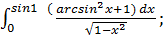 ∫₀^{sin1} (arcsin²x+1) dx / √(1−x²) ;